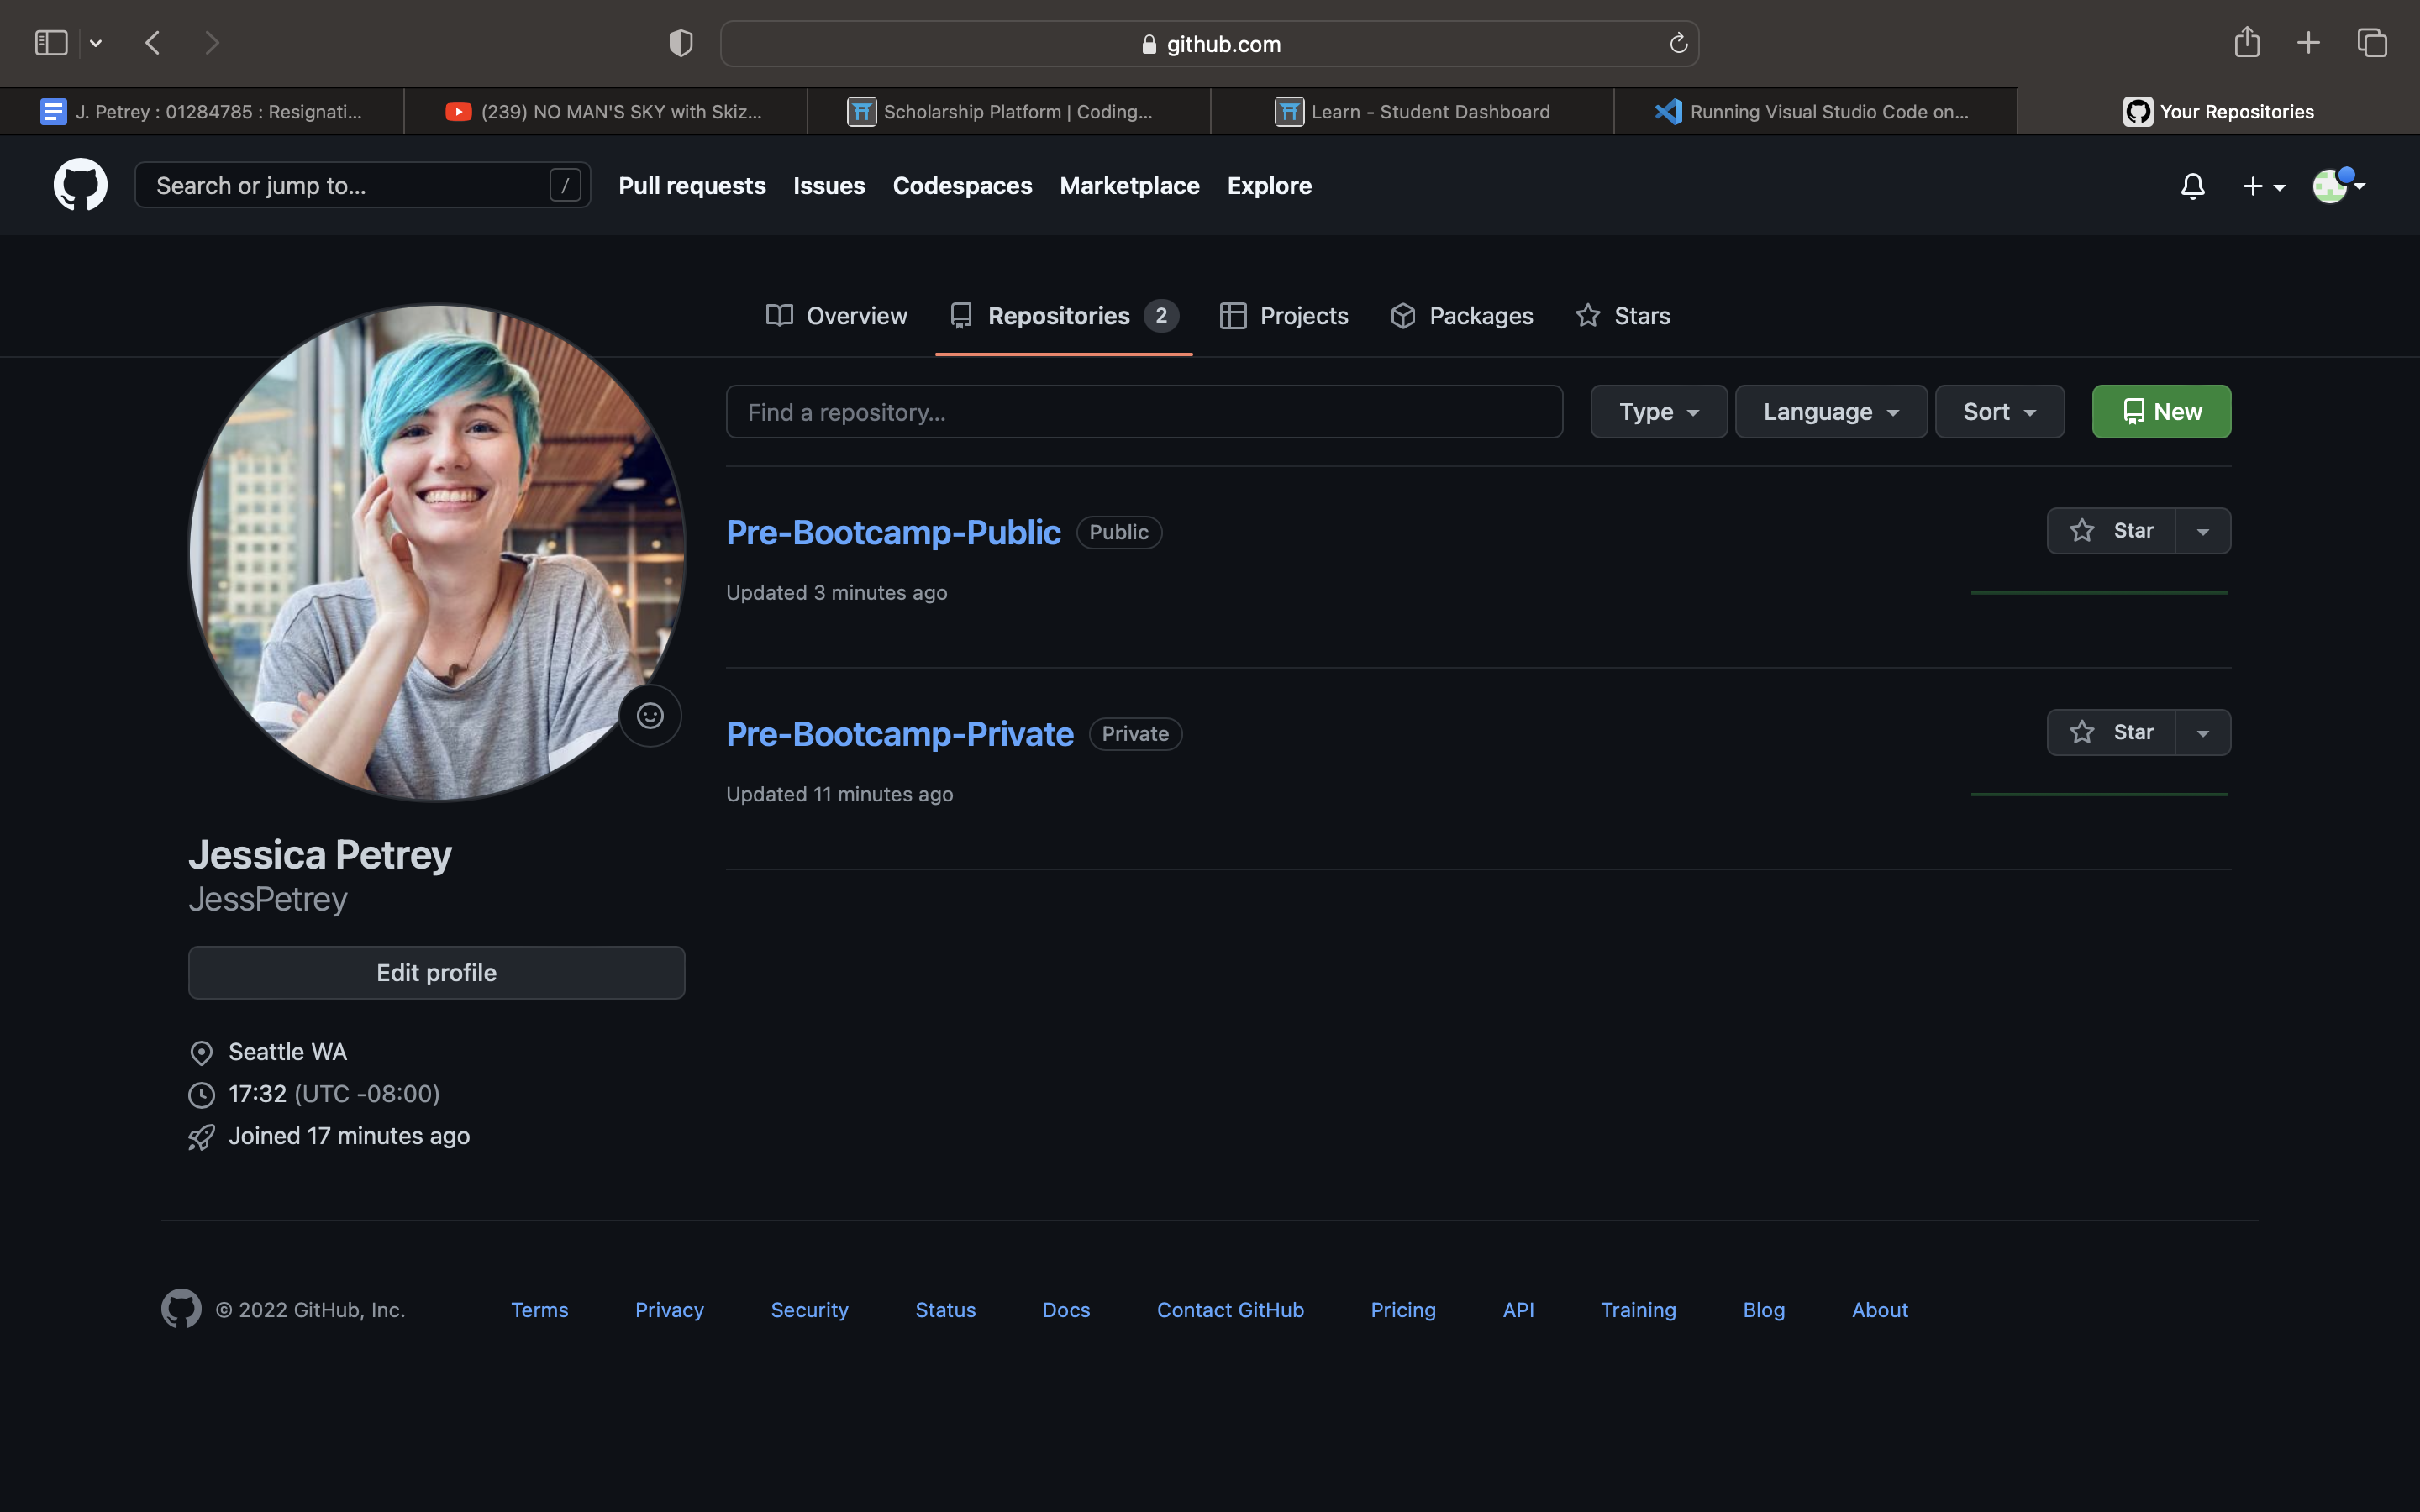 github.com
J. Petrey : 01284785 : Resignati...
(239) NO MAN'S SKY with Skiz...
Scholarship Platform | Coding...
Learn - Student Dashboard
Running Visual Studio Code on...
Your Repositories
Search or jump to... /
Pull requests
Issues
Codespaces
Marketplace
Explore
Overview
Repositories 2
Projects
Packages
Stars
Find a repository...
Type
Language
Sort
New
Pre-Bootcamp-Public Public
Star
Updated 3 minutes ago
Pre-Bootcamp-Private Private
Star
Updated 11 minutes ago
Jessica Petrey
JessPetrey
Edit profile
Seattle WA
17:32 (UTC -08:00)
Joined 17 minutes ago
© 2022 GitHub, Inc.
Terms
Privacy
Security
Status
Docs
Contact GitHub
Pricing
API
Training
Blog
About